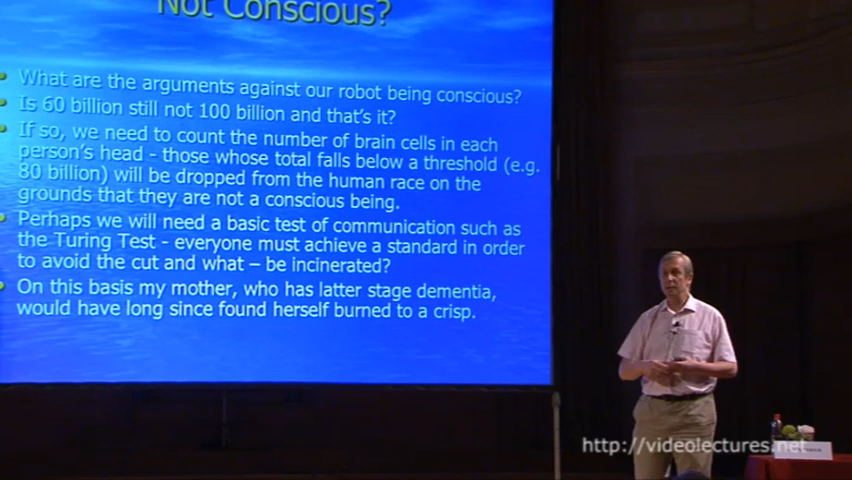 Not Conscious?
What are the arguments against our robot being conscious?
Is 60 billion still not 100 billion and that's it?
If so, we need to count the number of brain cells in each
person's head - those whose total falls below a threshold (e.g.
80 billion) will be dropped from the human race on the
grounds that they are not a conscious being.
Perhaps we will need a basic test of communication such as
the Turing Test - everyone must achieve a standard in order
to avoid the cut and what – be incinerated?
On this basis my mother, who has latter stage dementia,
would have long since found herself burned to a crisp.
http://videolectures.net